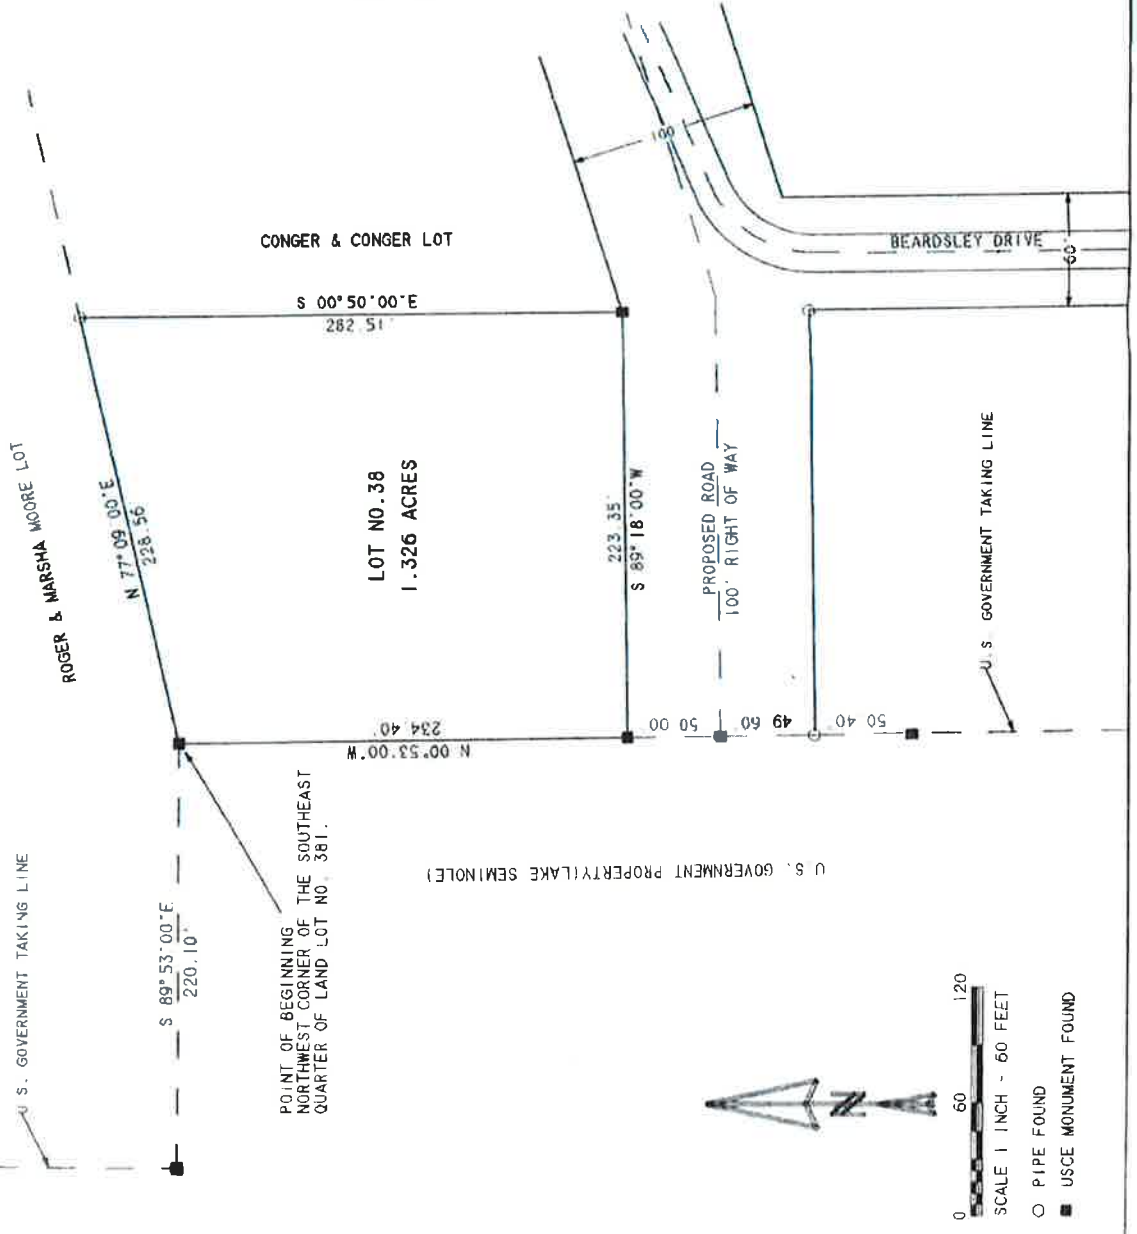 U.S. GOVERNMENT TAKING LINE
S 89°53'00"E
220.10'
POINT OF BEGINNING
NORTHWEST CORNER OF THE SOUTHEAST
QUARTER OF LAND LOT NO. 381.
ROGER & MARSHA MOORE LOT
N 77°09'00"E
228.56'
CONGER & CONGER LOT
S 00°50'00"E
282.51'
LOT NO.38
1.326 ACRES
N 00°53'00"W
234.40'
223.35'
S 89°18'00"W
100
PROPOSED ROAD
100' RIGHT OF WAY
BEARDSLEY DRIVE
60'
50.00
49.60'
50.40'
U.S. GOVERNMENT TAKING LINE
U.S. GOVERNMENT PROPERTY(LAKE SEMINOLE)
N
0 60 120
SCALE 1 INCH - 60 FEET
○ PIPE FOUND
■ USCE MONUMENT FOUND